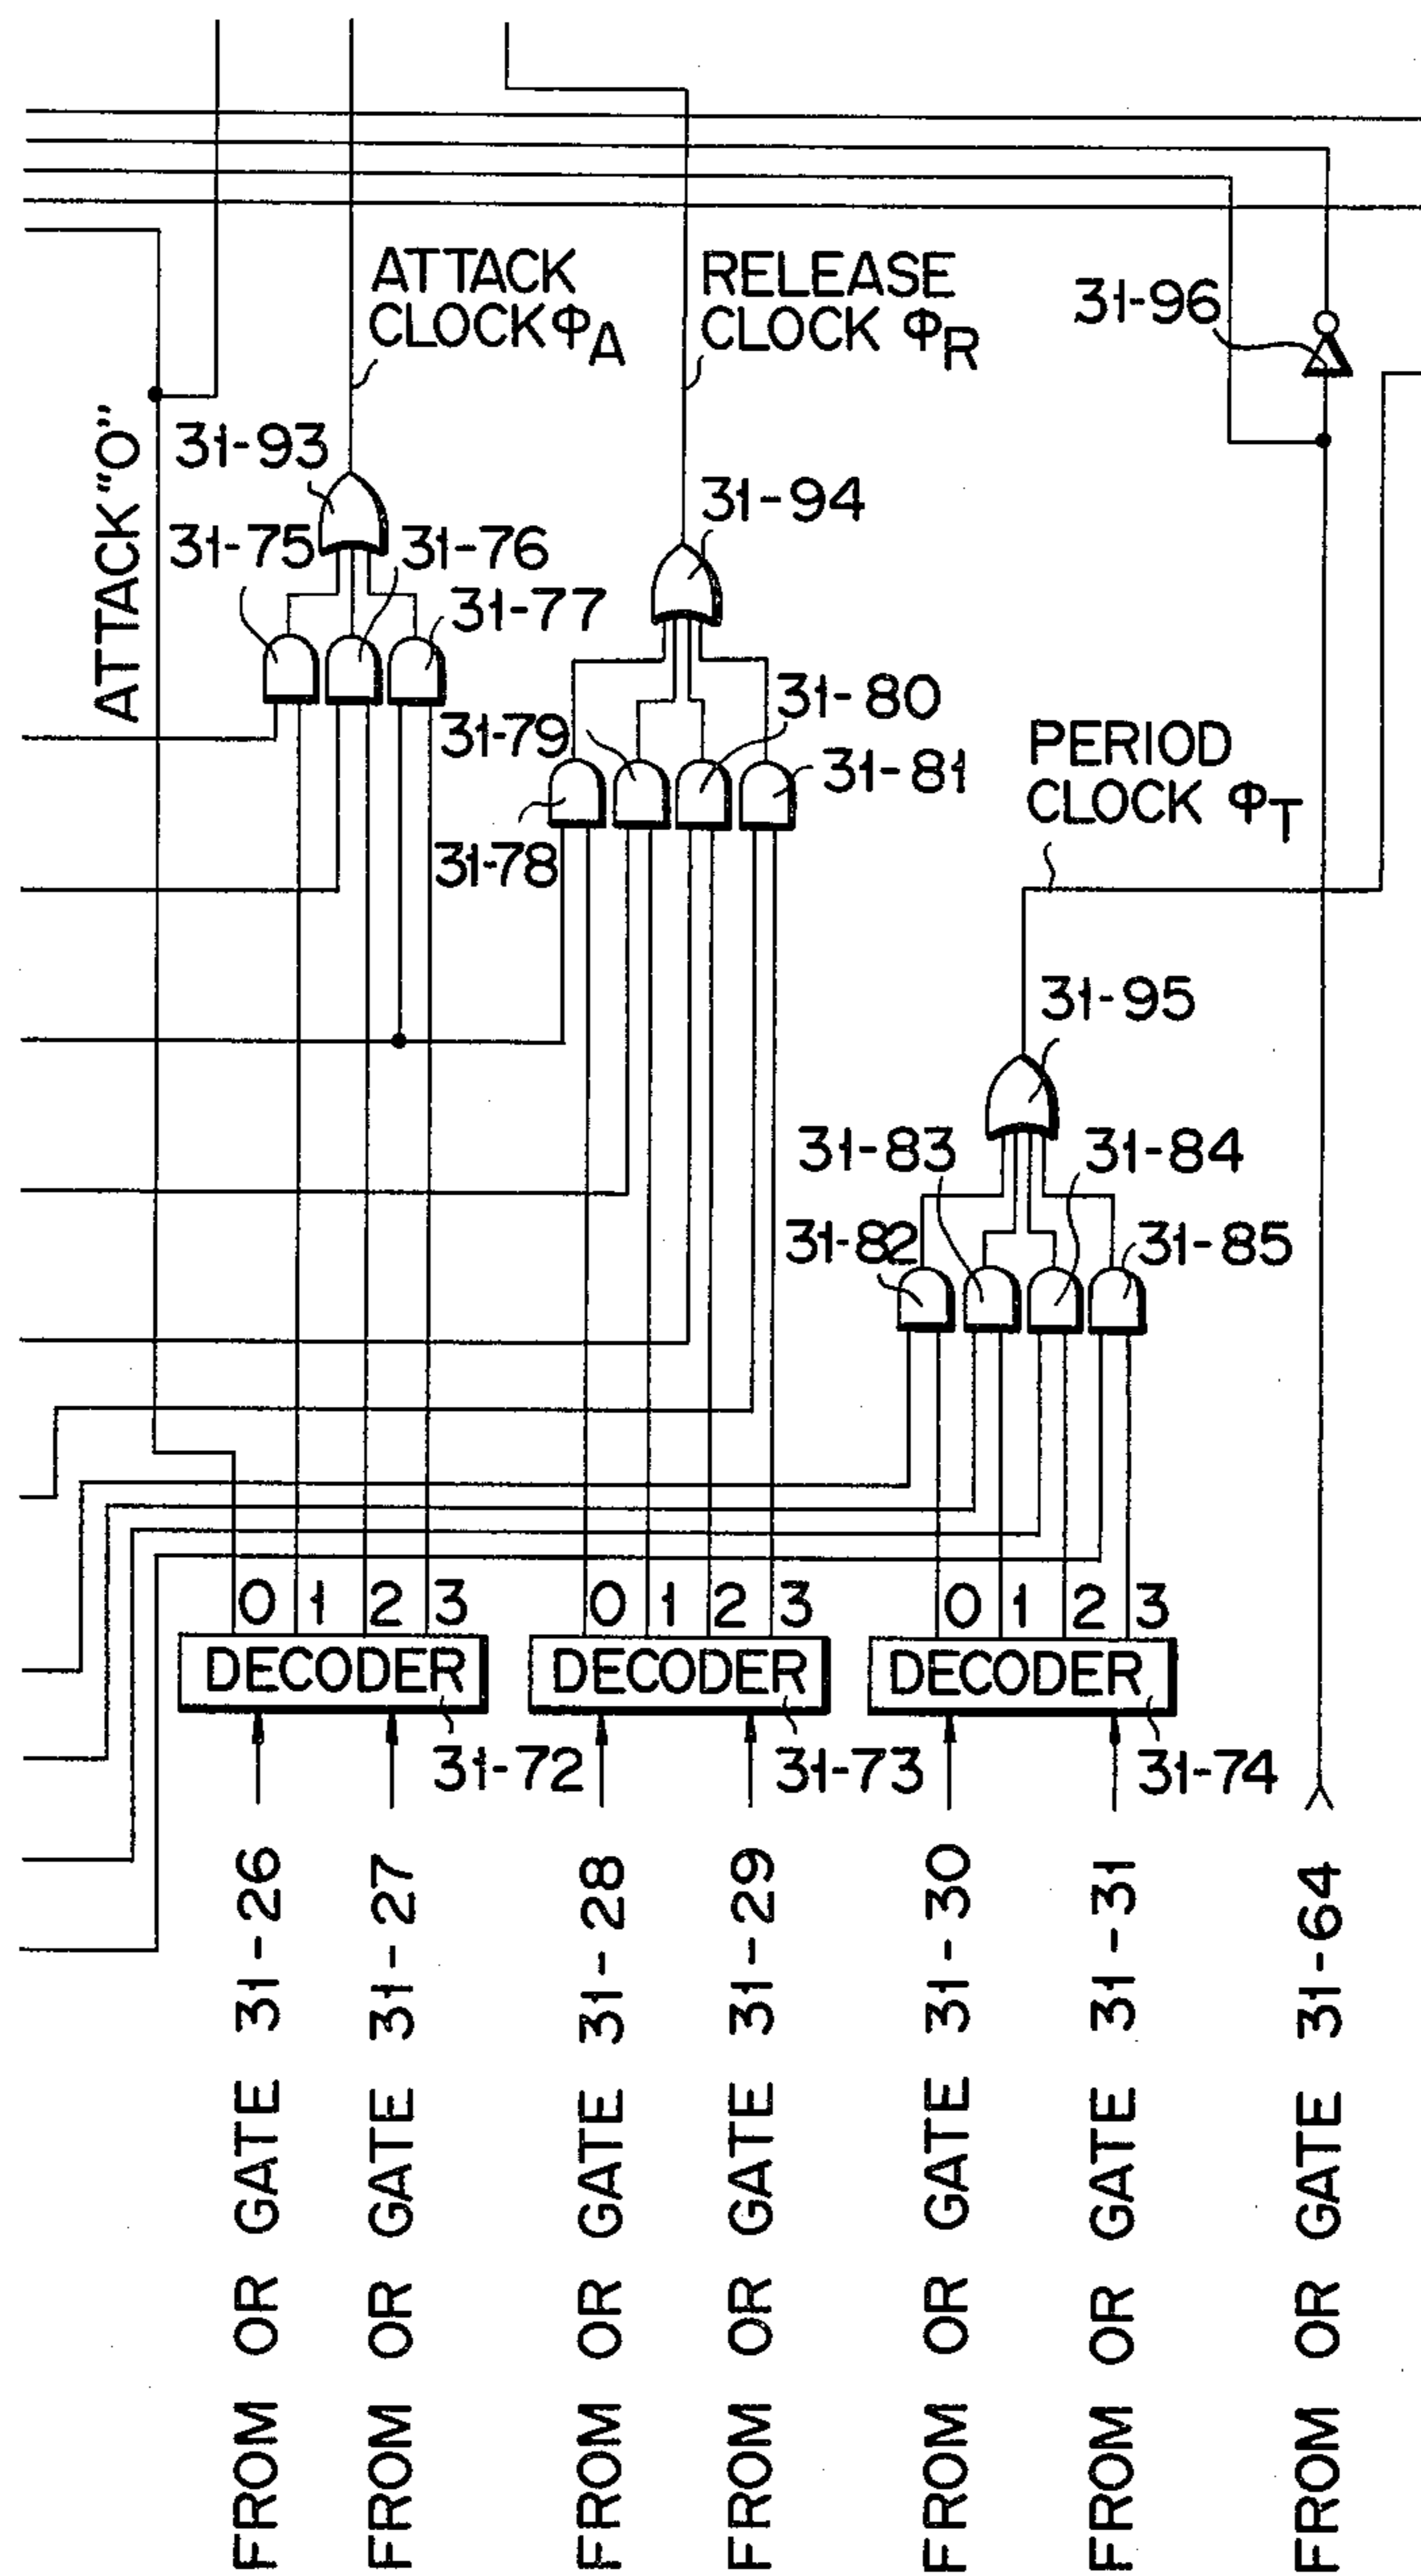 ATTACK
CLOCK ΦA
RELEASE
CLOCK ΦR
31-96
ATTACK "0"
31-93
31-94
31-75
31-76
31-77
31-80
31-79
31-81
31-78
PERIOD
CLOCK ΦT
31-95
31-83
31-84
31-82
31-85
0 1 2 3
0 1 2 3
0 1 2 3
DECODER
DECODER
DECODER
31-72
31-73
31-74
FROM OR GATE 31-26
FROM OR GATE 31-27
FROM OR GATE 31-28
FROM OR GATE 31-29
FROM OR GATE 31-30
FROM OR GATE 31-31
FROM OR GATE 31-64